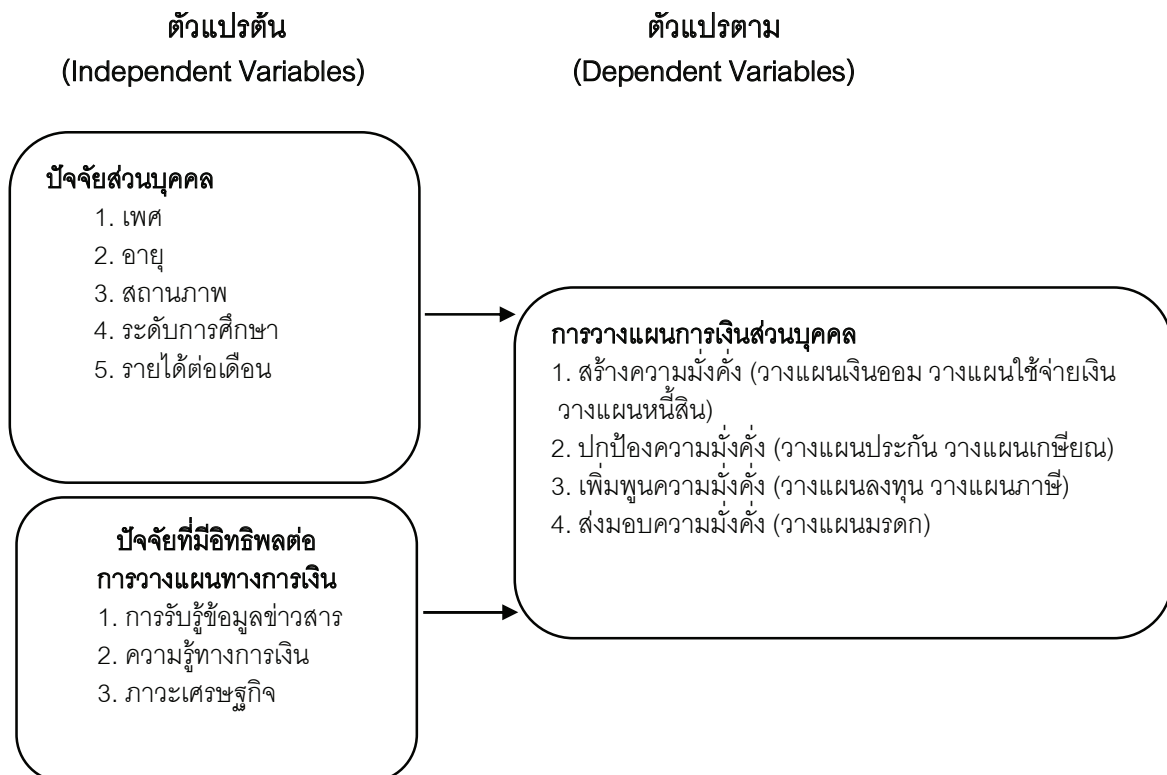 ตัวแปรต้น
(Independent Variables)
ตัวแปรตาม
(Dependent Variables)
ปัจจัยส่วนบุคคล
1. เพศ
2. อายุ
3. สถานภาพ
4. ระดับการศึกษา
5. รายได้ต่อเดือน
ปัจจัยที่มีอิทธิพลต่อ
การวางแผนทางการเงิน
1. การรับรู้ข้อมูลข่าวสาร
2. ความรู้ทางการเงิน
3. ภาวะเศรษฐกิจ
การวางแผนการเงินส่วนบุคคล
1. สร้างความมั่งคั่ง (วางแผนเงินออม วางแผนใช้จ่ายเงิน
วางแผนหนี้สิน)
2. ปกป้องความมั่งคั่ง (วางแผนประกัน วางแผนเกษียณ)
3. เพิ่มพูนความมั่งคั่ง (วางแผนลงทุน วางแผนภาษี)
4. ส่งมอบความมั่งคั่ง (วางแผนมรดก)